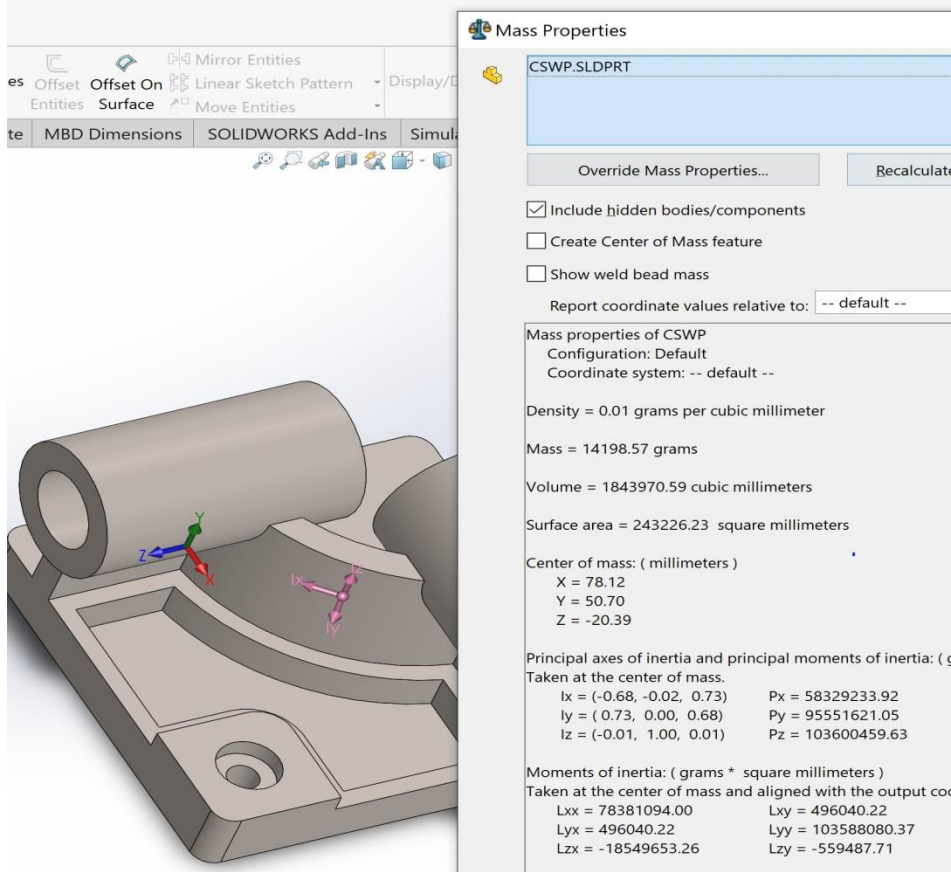 Mass Properties
Mirror Entities
es Offset Offset On Linear Sketch Pattern Display/D
Entities Surface Move Entities
te MBD Dimensions SOLIDWORKS Add-Ins Simula
CSWP.SLDPRT
Override Mass Properties...
Recalculate
Include hidden bodies/components
Create Center of Mass feature
Show weld bead mass
Report coordinate values relative to: -- default --
Mass properties of CSWP
Configuration: Default
Coordinate system: -- default --
Density = 0.01 grams per cubic millimeter
Mass = 14198.57 grams
Volume = 1843970.59 cubic millimeters
Surface area = 243226.23 square millimeters
Center of mass: ( millimeters )
X = 78.12
Y = 50.70
Z = -20.39
Principal axes of inertia and principal moments of inertia: ( g
Taken at the center of mass.
Ix = (-0.68, -0.02, 0.73) Px = 58329233.92
Iy = ( 0.73, 0.00, 0.68) Py = 95551621.05
Iz = (-0.01, 1.00, 0.01) Pz = 103600459.63
Moments of inertia: ( grams * square millimeters )
Taken at the center of mass and aligned with the output coo
Lxx = 78381094.00 Lxy = 496040.22
Lyx = 496040.22 Lyy = 103588080.37
Lzx = -18549653.26 Lzy = -559487.71
Y
Z
X
Ix
Iz
Iy